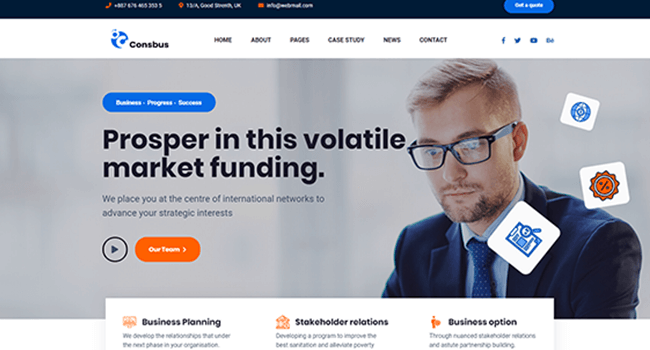 +887 676 465 353 5 13/A, Good Strenth, UK info@webmail.com Get a quote
Consbus HOME ABOUT PAGES CASE STUDY NEWS CONTACT Bē
Business - Progress - Success
Prosper in this volatile
market funding.
We place you at the centre of international networks to
advance your strategic interests
Our Team
Business Planning
We develop the relationships that under
the next phase in your organisation.
Stakeholder relations
Developing a program to improve the
best sanitation and alleviate poverty
Business option
Through nuanced stakeholder relations
and astute partnership building.